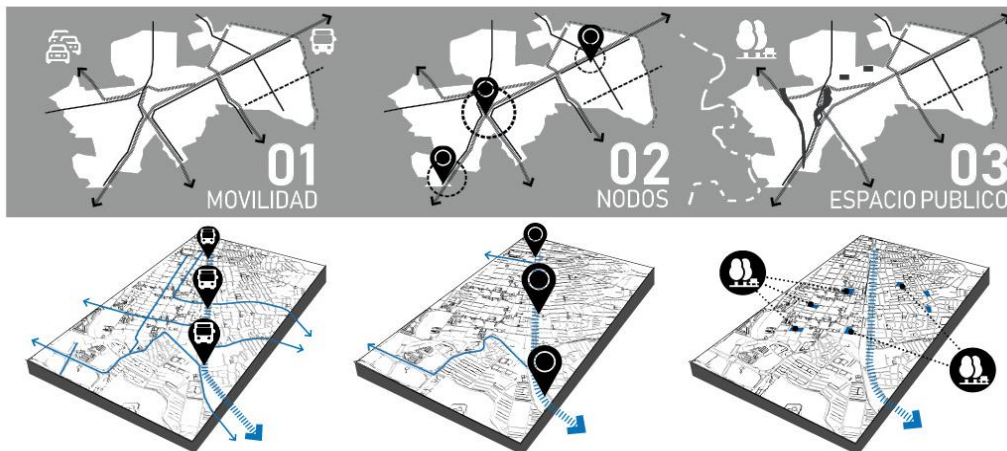 01
MOVILIDAD
02
NODOS
03
ESPACIO PUBLICO